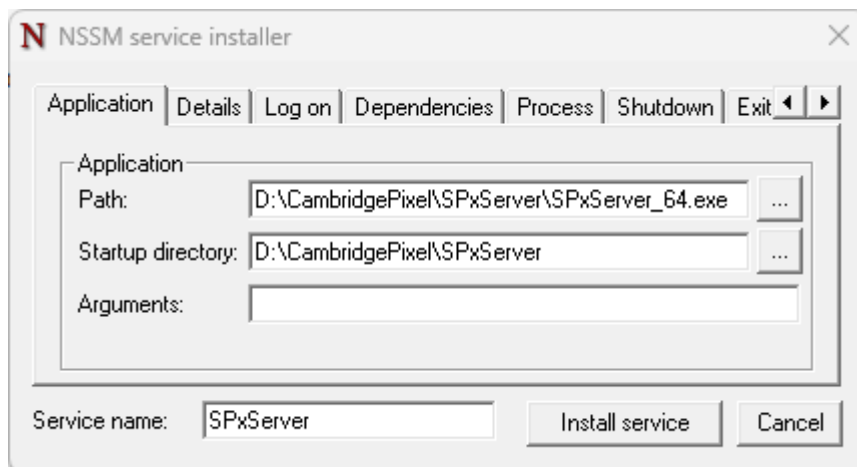 N NSSM service installer
Application Details Log on Dependencies Process Shutdown Exit
Application
Path: D:\CambridgePixel\SPxServer\SPxServer_64.exe ...
Startup directory: D:\CambridgePixel\SPxServer ...
Arguments:
Service name: SPxServer Install service Cancel